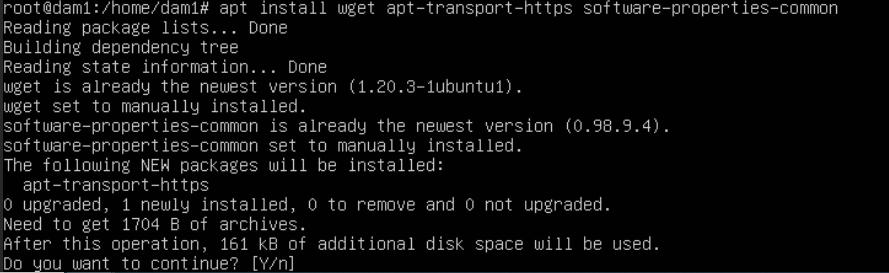 root@dam1:/home/dam1# apt install wget apt-transport-https software-properties-common
Reading package lists... Done
Building dependency tree
Reading state information... Done
wget is already the newest version (1.20.3-1ubuntu1).
wget set to manually installed.
software-properties-common is already the newest version (0.98.9.4).
software-properties-common set to manually installed.
The following NEW packages will be installed:
  apt-transport-https
0 upgraded, 1 newly installed, 0 to remove and 0 not upgraded.
Need to get 1704 B of archives.
After this operation, 161 kB of additional disk space will be used.
Do you want to continue? [Y/n]